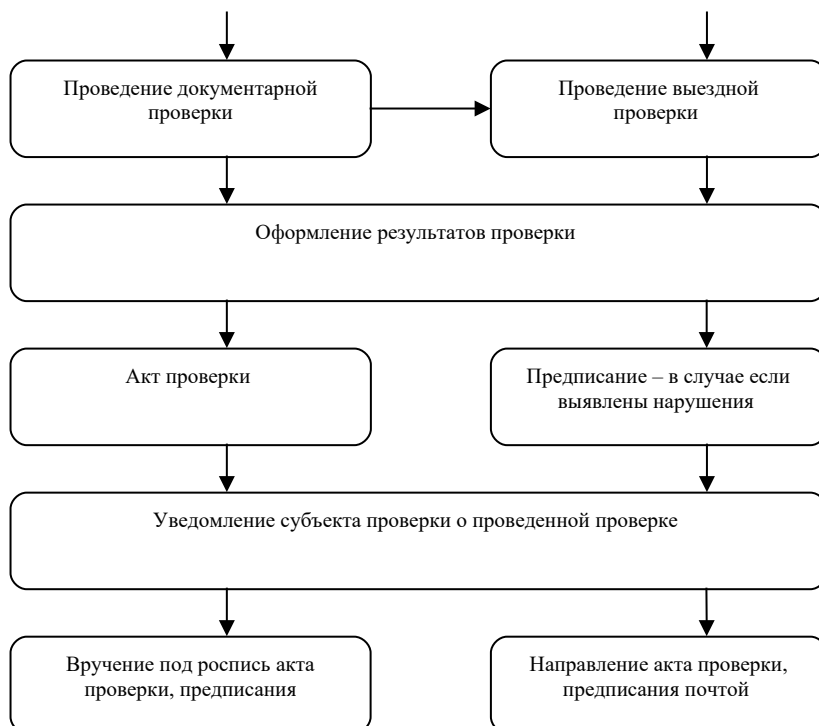 Проведение документарной
проверки
Проведение выездной
проверки
Оформление результатов проверки
Акт проверки
Предписание – в случае если
выявлены нарушения
Уведомление субъекта проверки о проведенной проверке
Вручение под роспись акта
проверки, предписания
Направление акта проверки,
предписания почтой